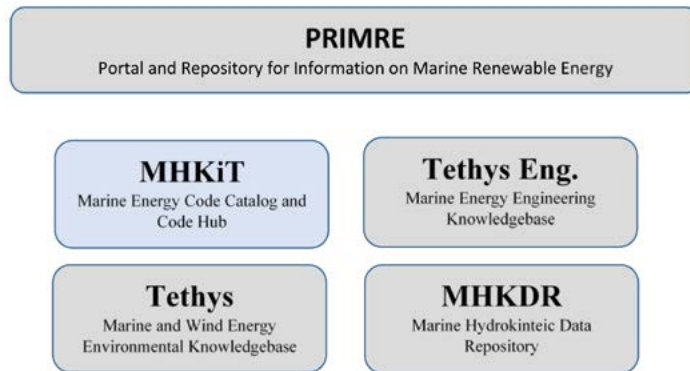 PRIMRE
Portal and Repository for Information on Marine Renewable Energy
MHKiT
Marine Energy Code Catalog and
Code Hub
Tethys Eng.
Marine Energy Engineering
Knowledgebase
Tethys
Marine and Wind Energy
Environmental Knowledgebase
MHKDR
Marine Hydrokinteic Data
Repository